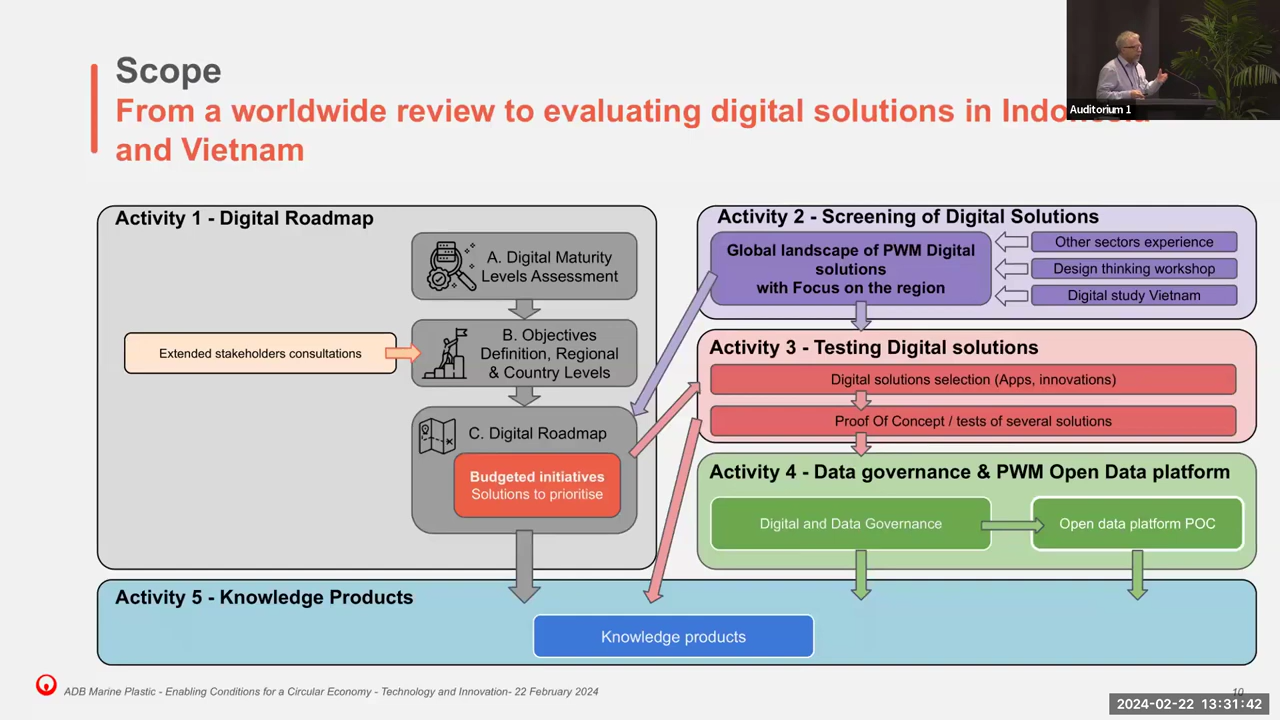 Scope
From a worldwide review to evaluating digital solutions in
and Vietnam
Auditorium 1
Activity 1 - Digital Roadmap
A. Digital Maturity
Levels Assessment
Extended stakeholders consultations
B. Objectives
Definition, Regional
& Country Levels
C. Digital Roadmap
Budgeted initiatives
Solutions to prioritise
Activity 2 - Screening of Digital Solutions
Global landscape of PWM Digital
solutions
with Focus on the region
Other sectors experience
Design thinking workshop
Digital study Vietnam
Activity 3 - Testing Digital solutions
Digital solutions selection (Apps, innovations)
Proof Of Concept / tests of several solutions
Activity 4 - Data governance & PWM Open Data platform
Digital and Data Governance
Open data platform POC
Activity 5 - Knowledge Products
Knowledge products
ADB Marine Plastic - Enabling Conditions for a Circular Economy - Technology and Innovation- 22 February 2024
10
2024-02-22 13:31:42